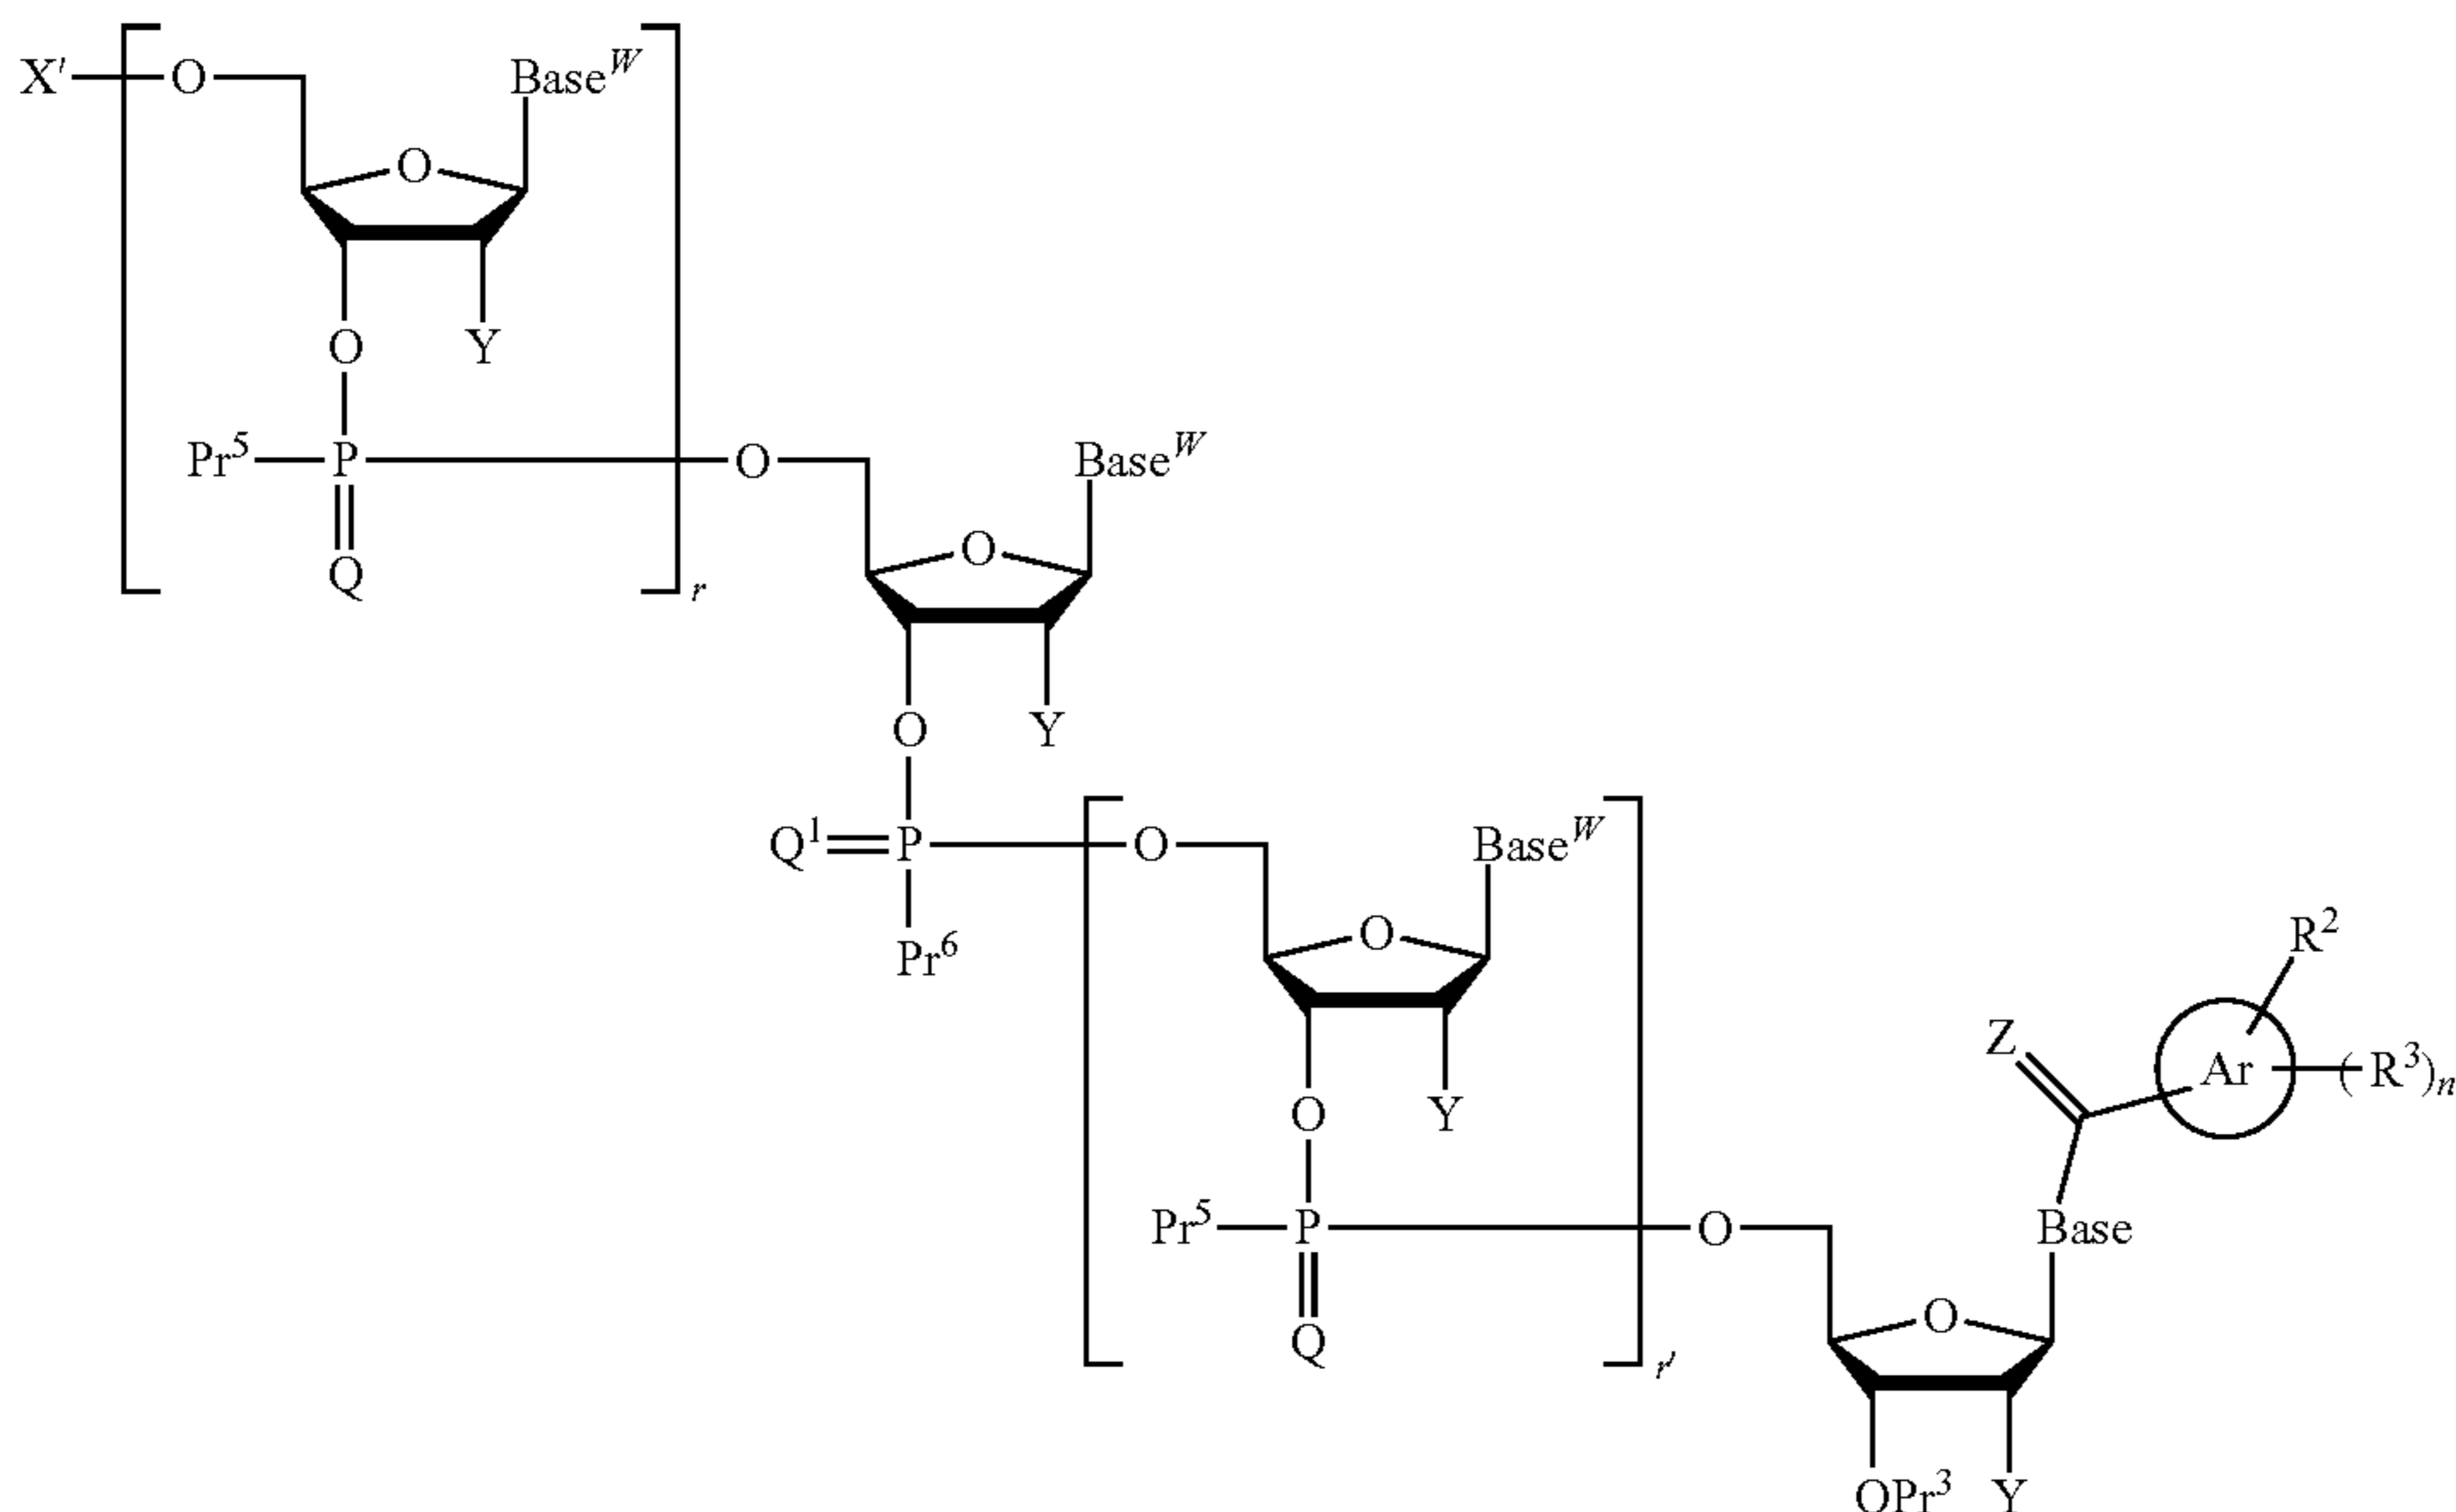 X' O Base^W
O
O Y
Pr^5 P O Base^W
O
Q r
O Y
Q^1 P O Base^W
O R^2
Pr^6
Z Ar (R^3)_n
O Y
Pr^5 P O Base
O
Q r'
OPr^3 Y